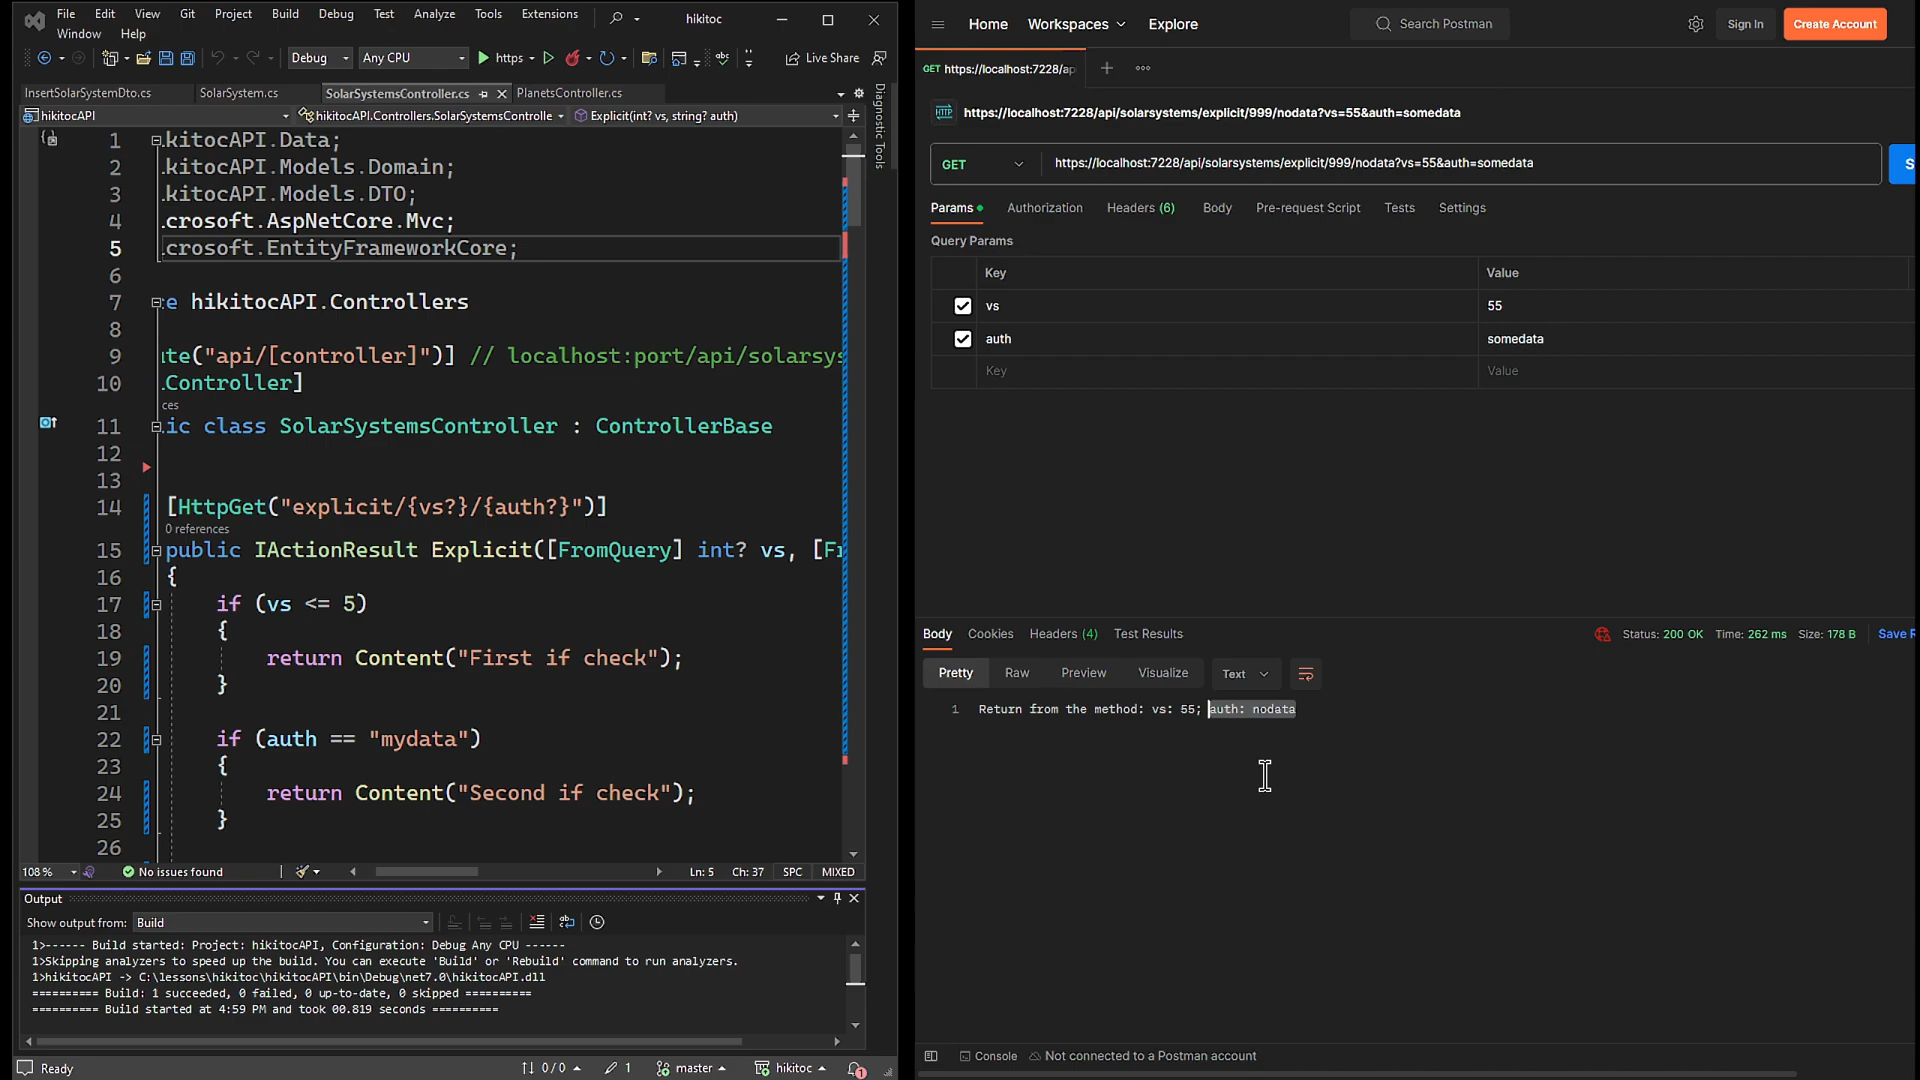 File Edit View Git Project Build Debug Test Analyze Tools Extensions hikitoc
Window Help
Debug Any CPU https Live Share
InsertSolarSystemDto.cs SolarSystem.cs SolarSystemsController.cs PlanetsController.cs
hikitocAPI hikitocAPI.Controllers.SolarSystemsControlle Explicit(int? vs, string? auth)
Diagnostic Tools
1 .kitocAPI.Data;
2 .kitocAPI.Models.Domain;
3 .kitocAPI.Models.DTO;
4 .crosoft.AspNetCore.Mvc;
5 .crosoft.EntityFrameworkCore;
6
7 :e hikitocAPI.Controllers
8
9 ite("api/[controller]")] // localhost:port/api/solarsys
10 .Controller]
ces
11 .ic class SolarSystemsController : ControllerBase
12
13
14 [HttpGet("explicit/{vs?}/{auth?}")]
0 references
15 public IActionResult Explicit([FromQuery] int? vs, [Fr
16 {
17 if (vs <= 5)
18 {
19 return Content("First if check");
20 }
21
22 if (auth == "mydata")
23 {
24 return Content("Second if check");
25 }
26
108 % No issues found Ln: 5 Ch: 37 SPC MIXED
Output
Show output from: Build
1>------ Build started: Project: hikitocAPI, Configuration: Debug Any CPU ------
1>Skipping analyzers to speed up the build. You can execute 'Build' or 'Rebuild' command to run analyzers.
1>hikitocAPI -> C:\lessons\hikitoc\hikitocAPI\bin\Debug\net7.0\hikitocAPI.dll
========== Build: 1 succeeded, 0 failed, 0 up-to-date, 0 skipped ==========
========== Build started at 4:59 PM and took 00.819 seconds ==========
Ready 0 / 0 1 master hikitoc 1
Home Workspaces Explore Search Postman Sign In Create Account
GET https://localhost:7228/ap
HTTP https://localhost:7228/api/solarsystems/explicit/999/nodata?vs=55&auth=somedata
GET https://localhost:7228/api/solarsystems/explicit/999/nodata?vs=55&auth=somedata S
Params Authorization Headers (6) Body Pre-request Script Tests Settings
Query Params
Key Value
vs 55
auth somedata
Key Value
Body Cookies Headers (4) Test Results Status: 200 OK Time: 262 ms Size: 178 B Save R
Pretty Raw Preview Visualize Text
1 Return from the method: vs: 55; auth: nodata
Console Not connected to a Postman account